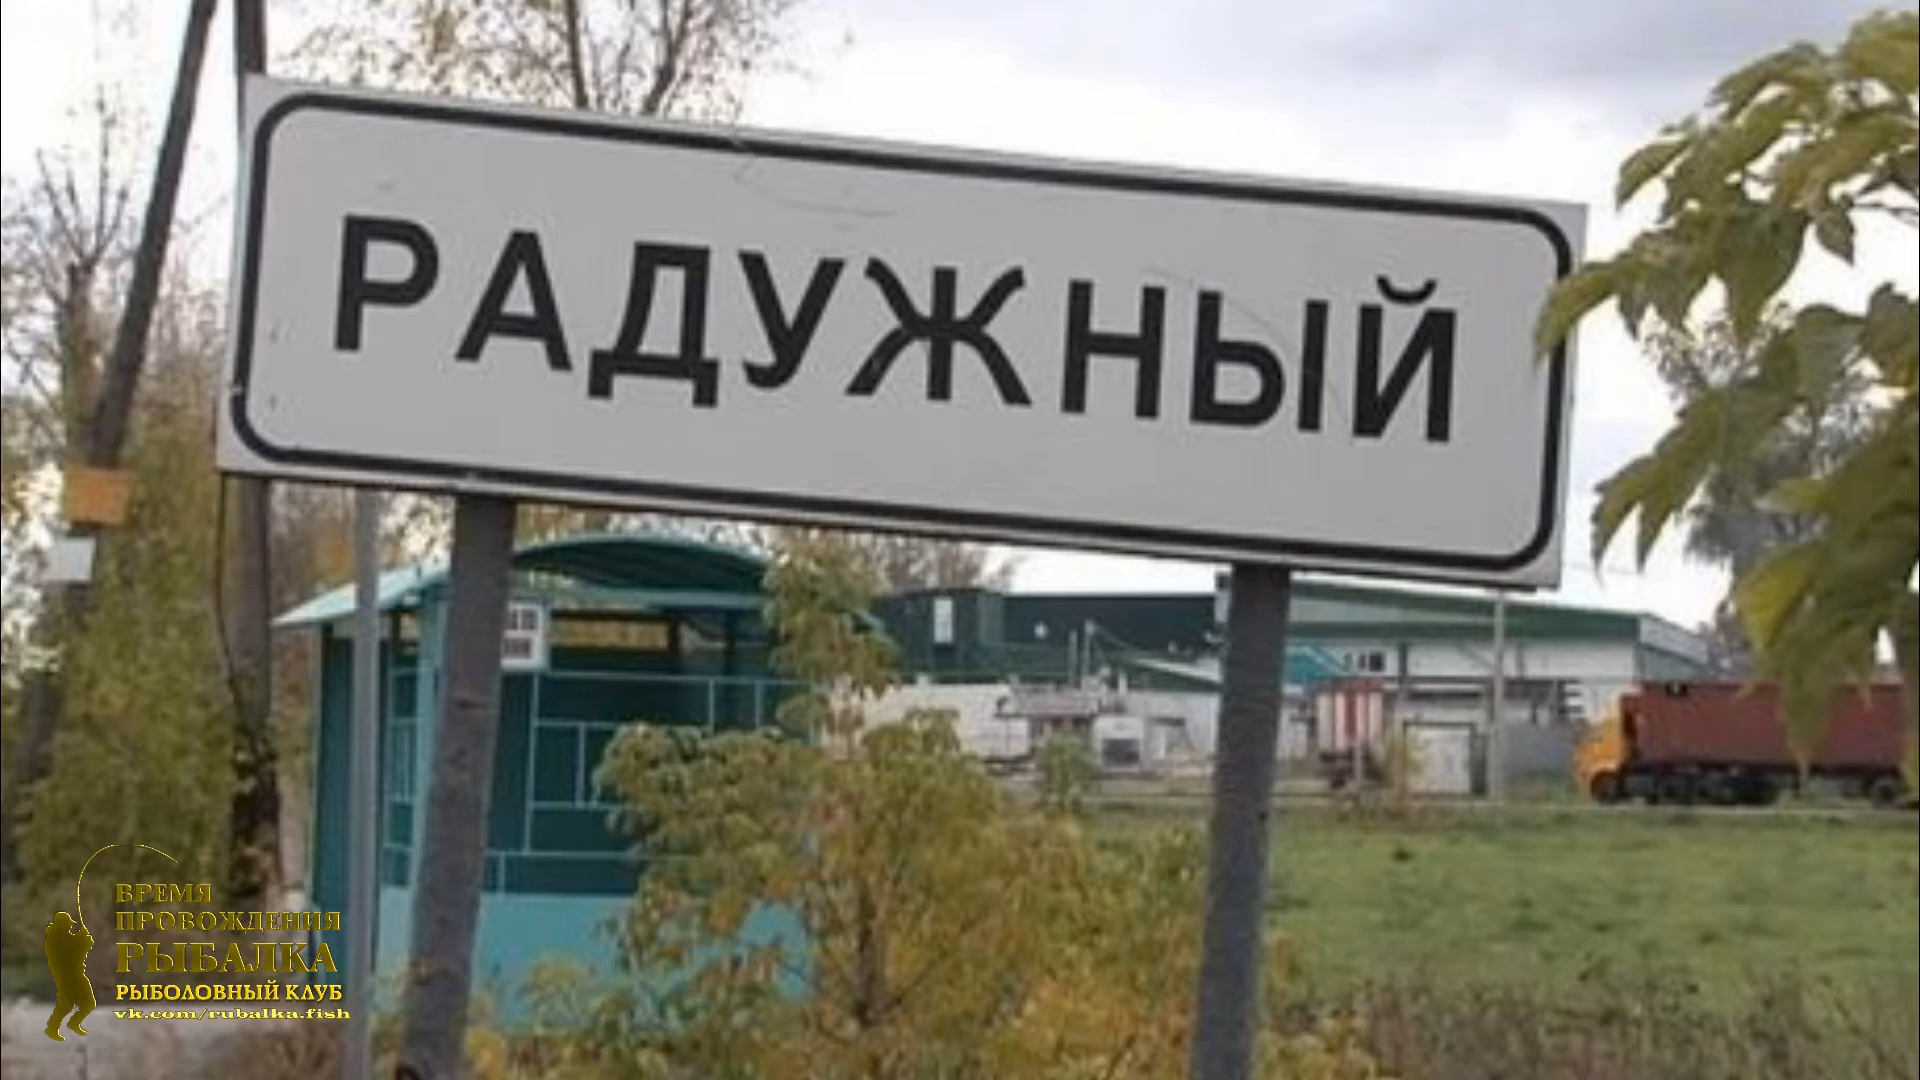 РАДУЖНЫЙ
ВРЕМЯ
ПРОВОЖДЕНИЯ
РЫБАЛКА
РЫБОЛОВНЫЙ КЛУБ
vk.com/rubalka.fish